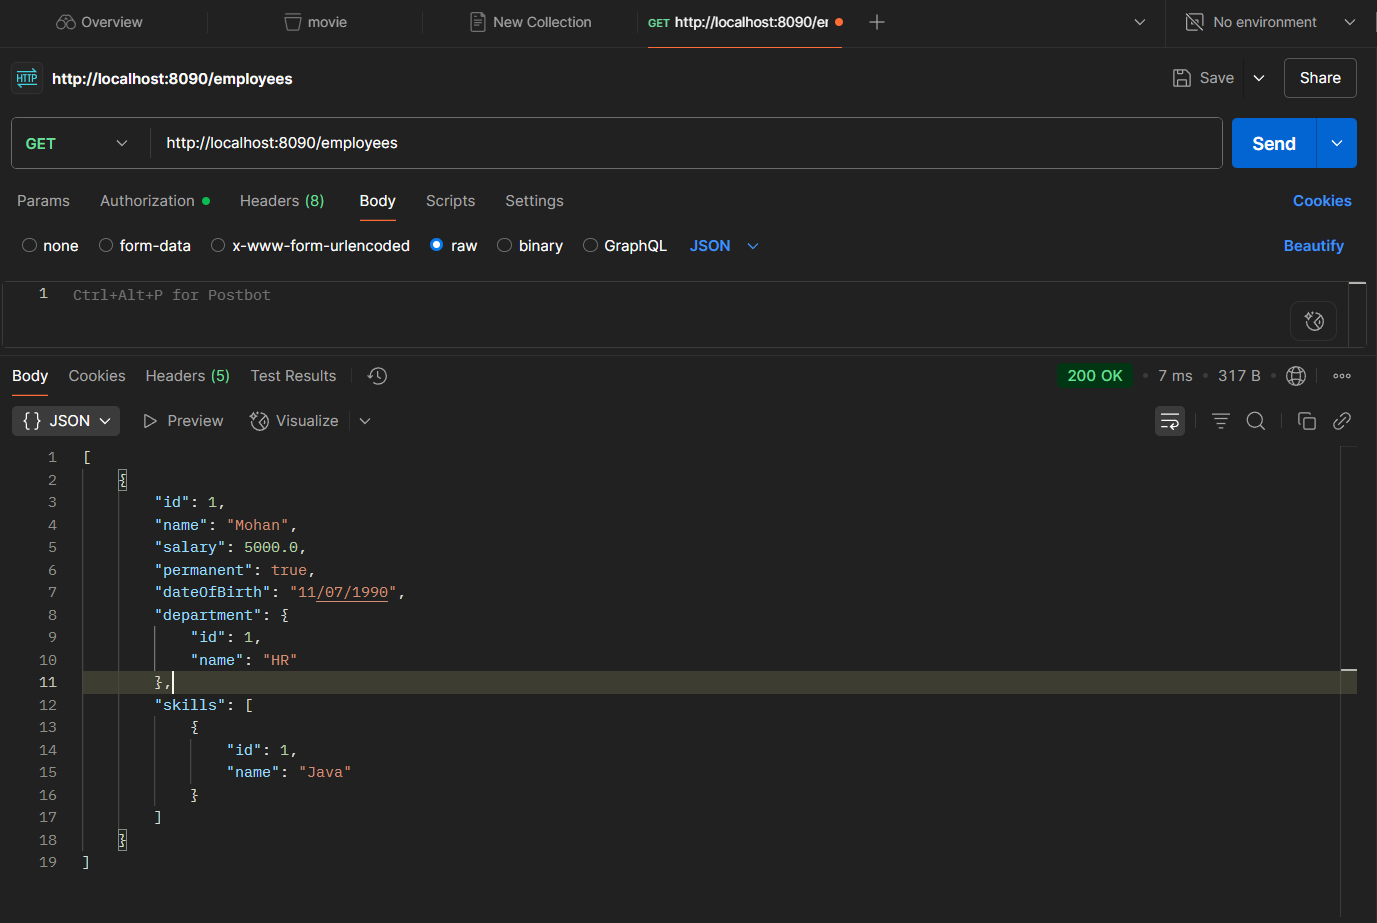 Overview movie New Collection GET http://localhost:8090/er No environment
HTTP http://localhost:8090/employees Save Share
GET http://localhost:8090/employees Send
Params Authorization Headers (8) Body Scripts Settings Cookies
none form-data x-www-form-urlencoded raw binary GraphQL JSON Beautify
1 Ctrl+Alt+P for Postbot
Body Cookies Headers (5) Test Results 200 OK 7 ms 317 B
{} JSON Preview Visualize
1 [
2 {
3 "id": 1,
4 "name": "Mohan",
5 "salary": 5000.0,
6 "permanent": true,
7 "dateOfBirth": "11/07/1990",
8 "department": {
9 "id": 1,
10 "name": "HR"
11 },
12 "skills": [
13 {
14 "id": 1,
15 "name": "Java"
16 }
17 ]
18 }
19 ]